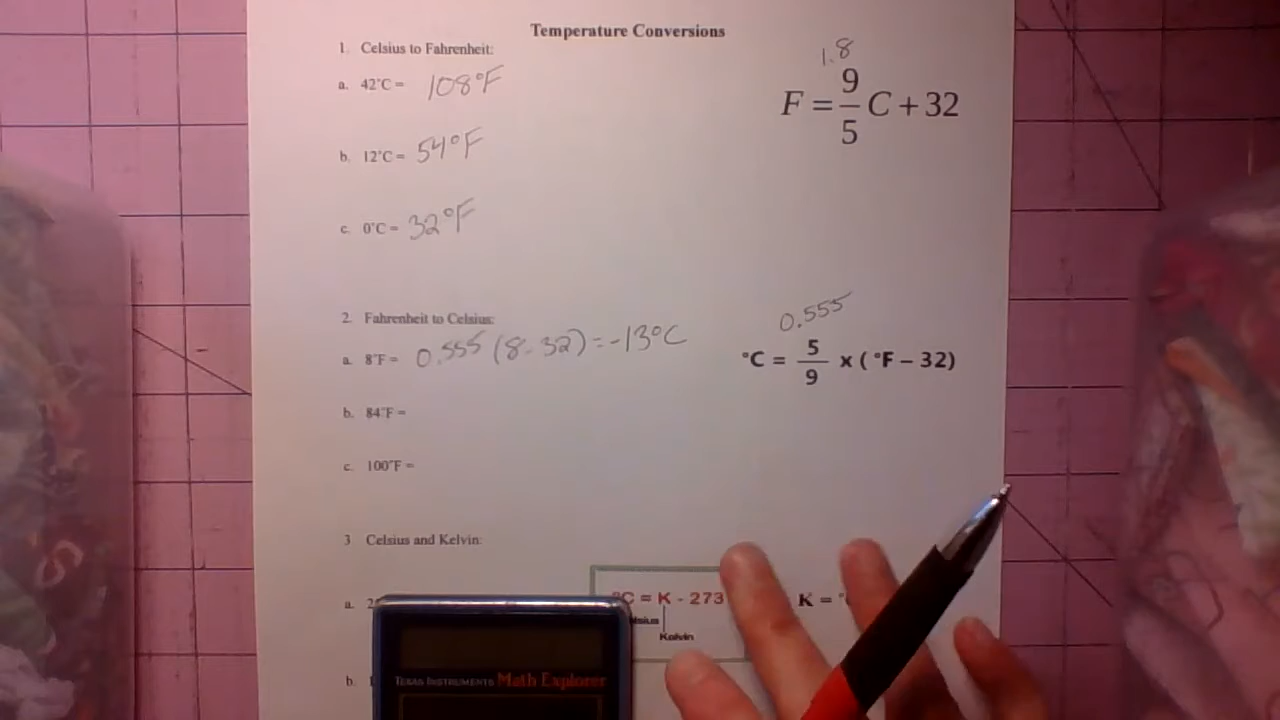 Temperature Conversions
1. Celsius to Fahrenheit:
a. 42°C = 108°F
1.8
F = 9/5 C + 32
b. 12°C = 54°F
c. 0°C = 32°F
2. Fahrenheit to Celsius:
0.555
a. 8°F = 0.555 (8-32) = -13°C
°C = 5/9 x ( °F – 32)
b. 84°F =
c. 100°F =
3 Celsius and Kelvin:
a.
°C = K - 273
K = °
Kelvin
b.
TEXAS INSTRUMENTS Math Explorer